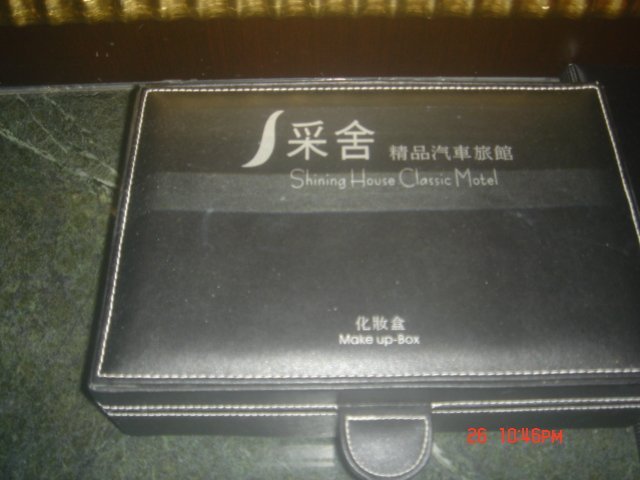 采舍 精品汽車旅館
Shining House Classic Motel
化妝盒
Make up-Box
26 10:46PM